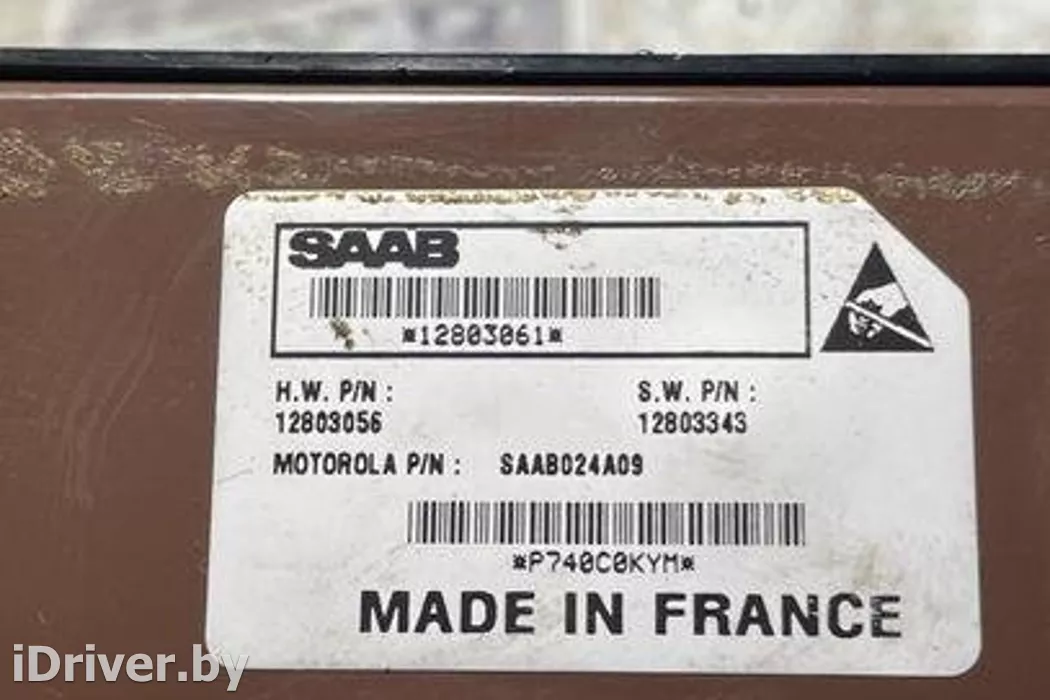 SAAB
*12803061*
H.W. P/N : S.W. P/N :
12803056 12803343
MOTOROLA P/N : SAAB024A09
*P740C0KYM*
MADE IN FRANCE
iDriver.by